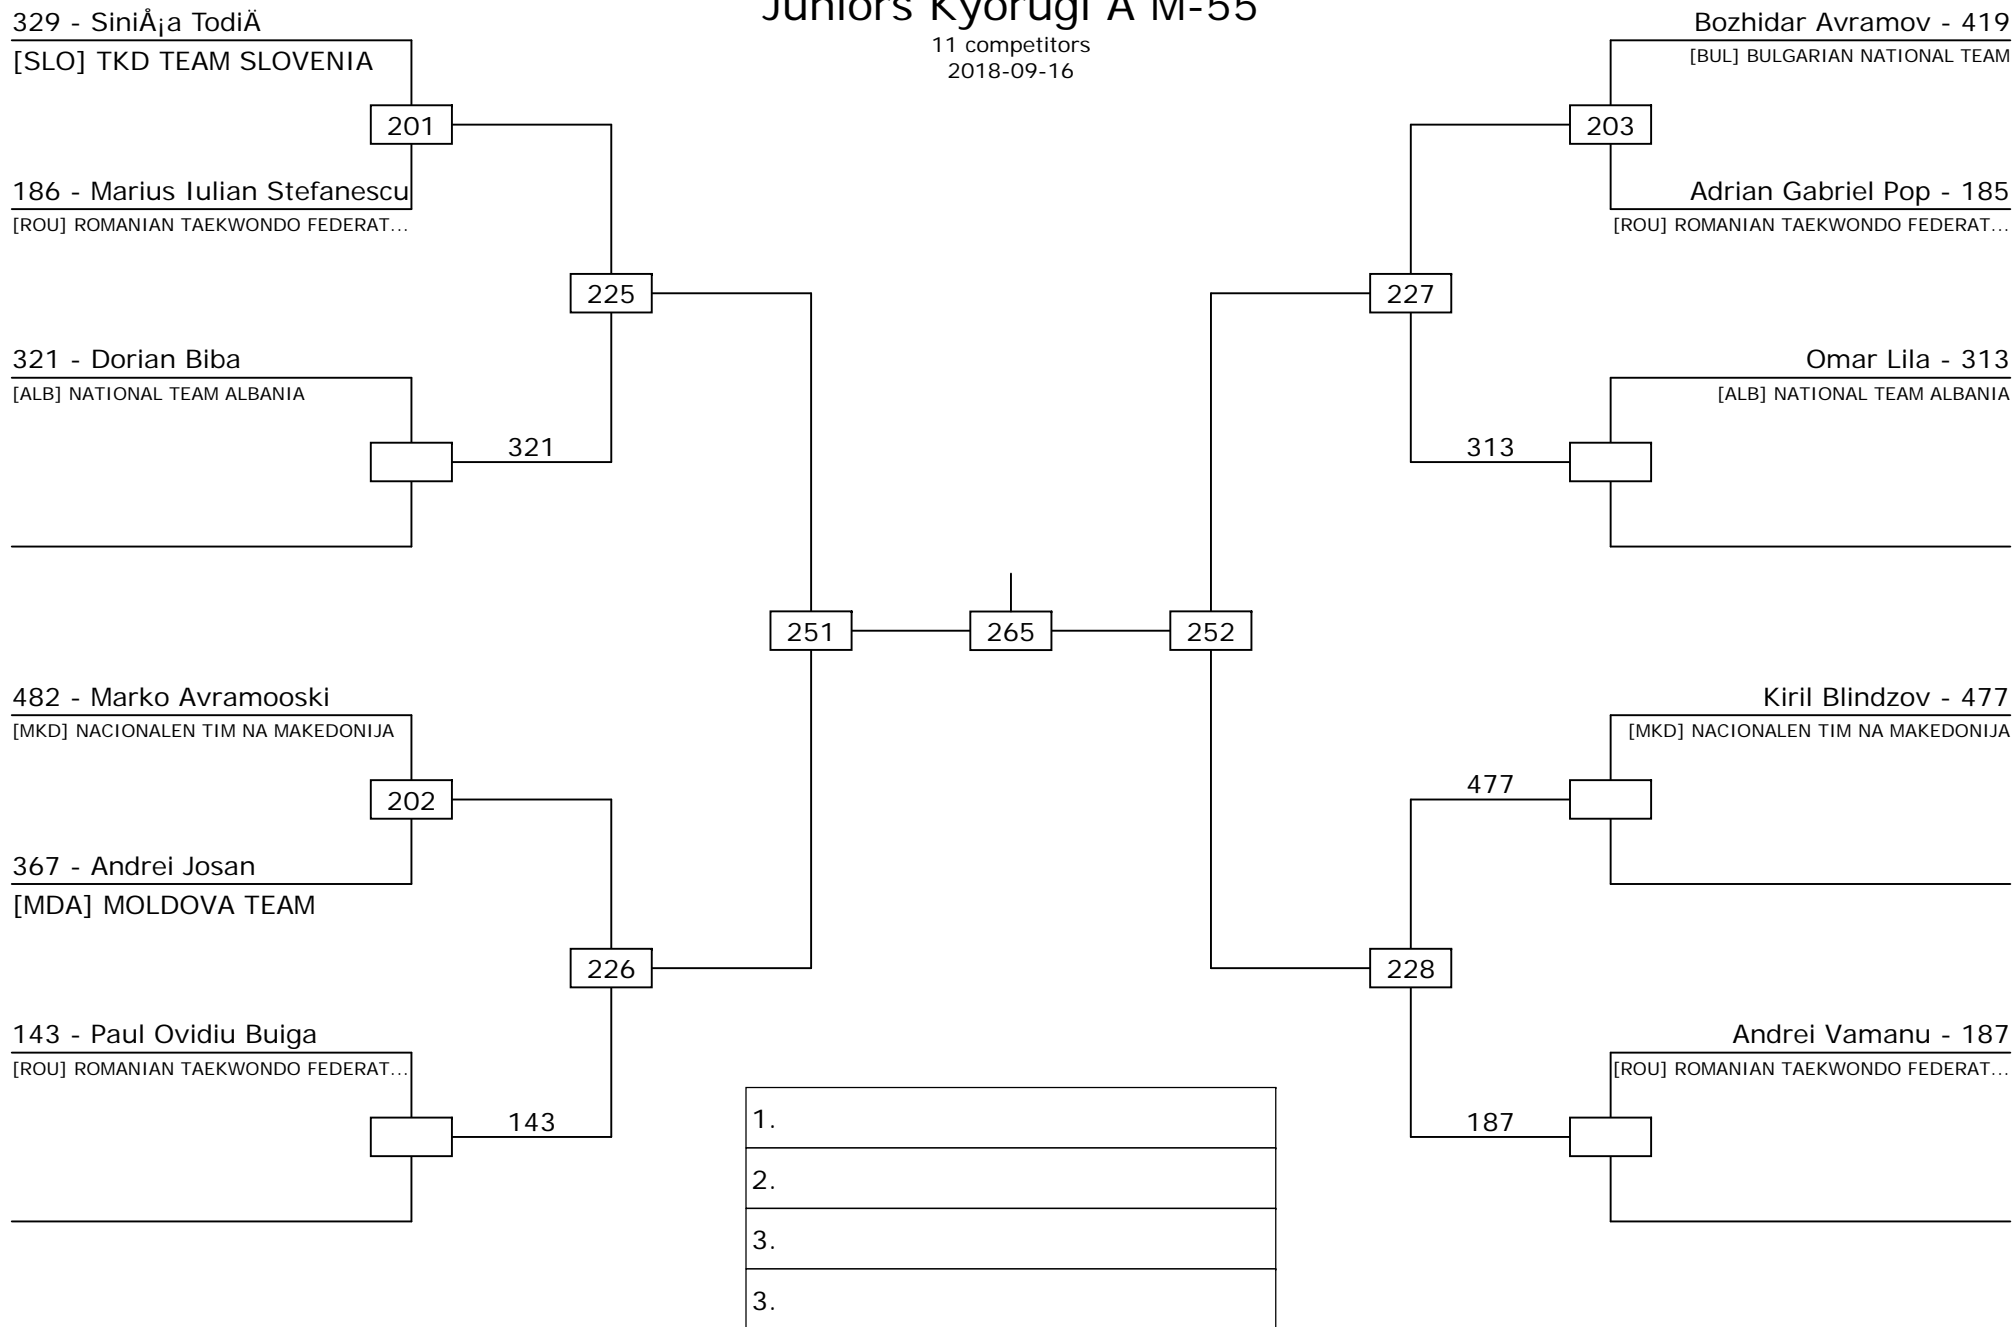 Juniors Kyorugi A M-55
11 competitors
2018-09-16
329 - SiniÅ¡a TodiÄ
[SLO] TKD TEAM SLOVENIA
201
186 - Marius Iulian Stefanescu
[ROU] ROMANIAN TAEKWONDO FEDERAT...
225
321 - Dorian Biba
[ALB] NATIONAL TEAM ALBANIA
321
251
482 - Marko Avramooski
[MKD] NACIONALEN TIM NA MAKEDONIJA
202
367 - Andrei Josan
[MDA] MOLDOVA TEAM
226
143 - Paul Ovidiu Buiga
[ROU] ROMANIAN TAEKWONDO FEDERAT...
143
265
Bozhidar Avramov - 419
[BUL] BULGARIAN NATIONAL TEAM
203
Adrian Gabriel Pop - 185
[ROU] ROMANIAN TAEKWONDO FEDERAT...
227
Omar Lila - 313
[ALB] NATIONAL TEAM ALBANIA
313
252
Kiril Blindzov - 477
[MKD] NACIONALEN TIM NA MAKEDONIJA
477
228
Andrei Vamanu - 187
[ROU] ROMANIAN TAEKWONDO FEDERAT...
187
1.
2.
3.
3.